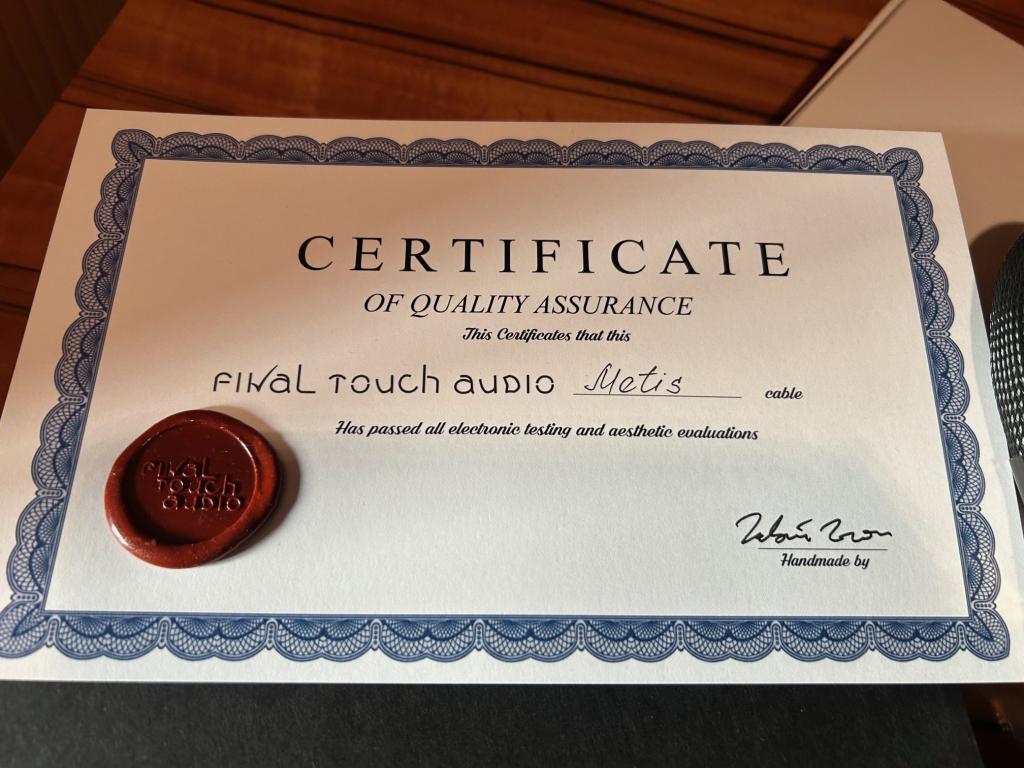 CERTIFICATE
OF QUALITY ASSURANCE
This Certificates that this
FINAL TOUCH AUDIO Metis cable
Has passed all electronic testing and aesthetic evaluations
FINAL
TOUCH
AUDIO
Handmade by